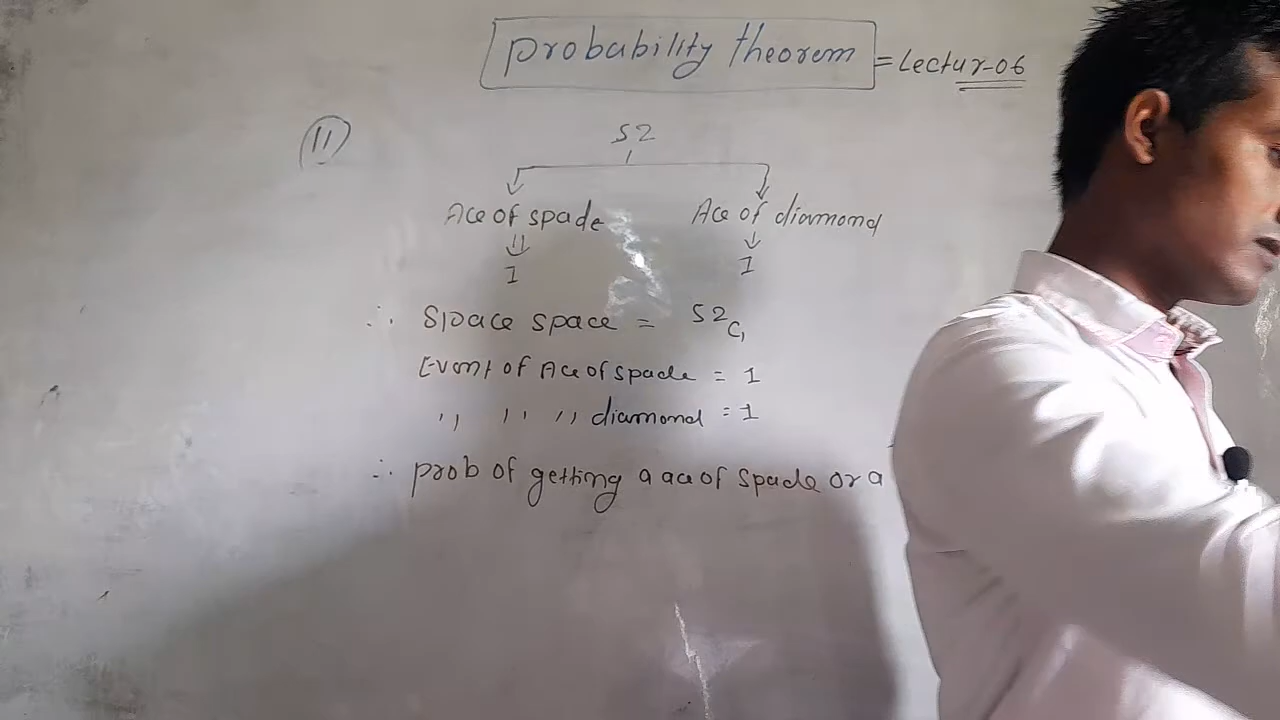 probability theorem = Lectur-06
11
52
Ace of spade Ace of diamond
⇓ ↓
1 1
∴ Space space = 52C1
Event of Ace of spade = 1
,, ,, ,, diamond = 1
∴ prob of getting a ace of spade or a